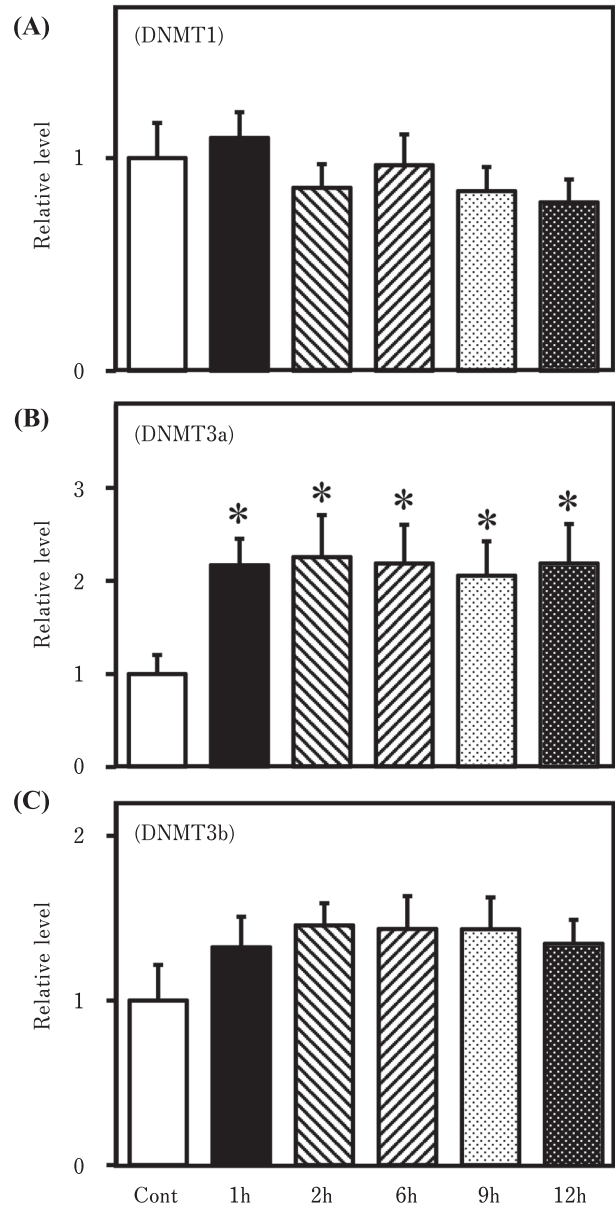 (A)
(DNMT1)
Relative level
1
0
(B)
(DNMT3a)
Relative level
3
* * * * *
2
1
0
(C)
(DNMT3b)
Relative level
2
1
0
Cont 1h 2h 6h 9h 12h